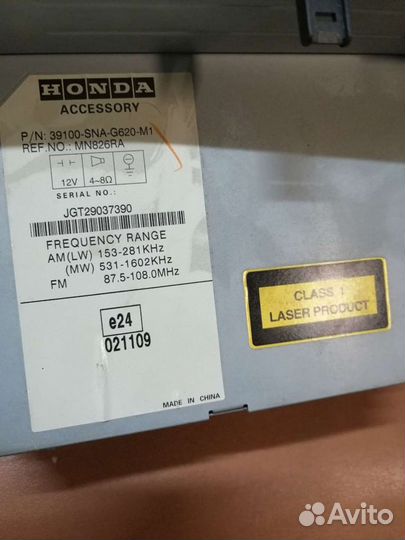 HONDA
ACCESSORY
P/N: 39100-SNA-G620-M1
REF.NO.: MN826RA
12V 4~8Ω
SERIAL NO.:
JGT29037390
FREQUENCY RANGE
AM(LW) 153-281KHz
(MW) 531-1602KHz
FM 87.5-108.0MHz
e24
021109
MADE IN CHINA
CLASS 1
LASER PRODUCT
Avito